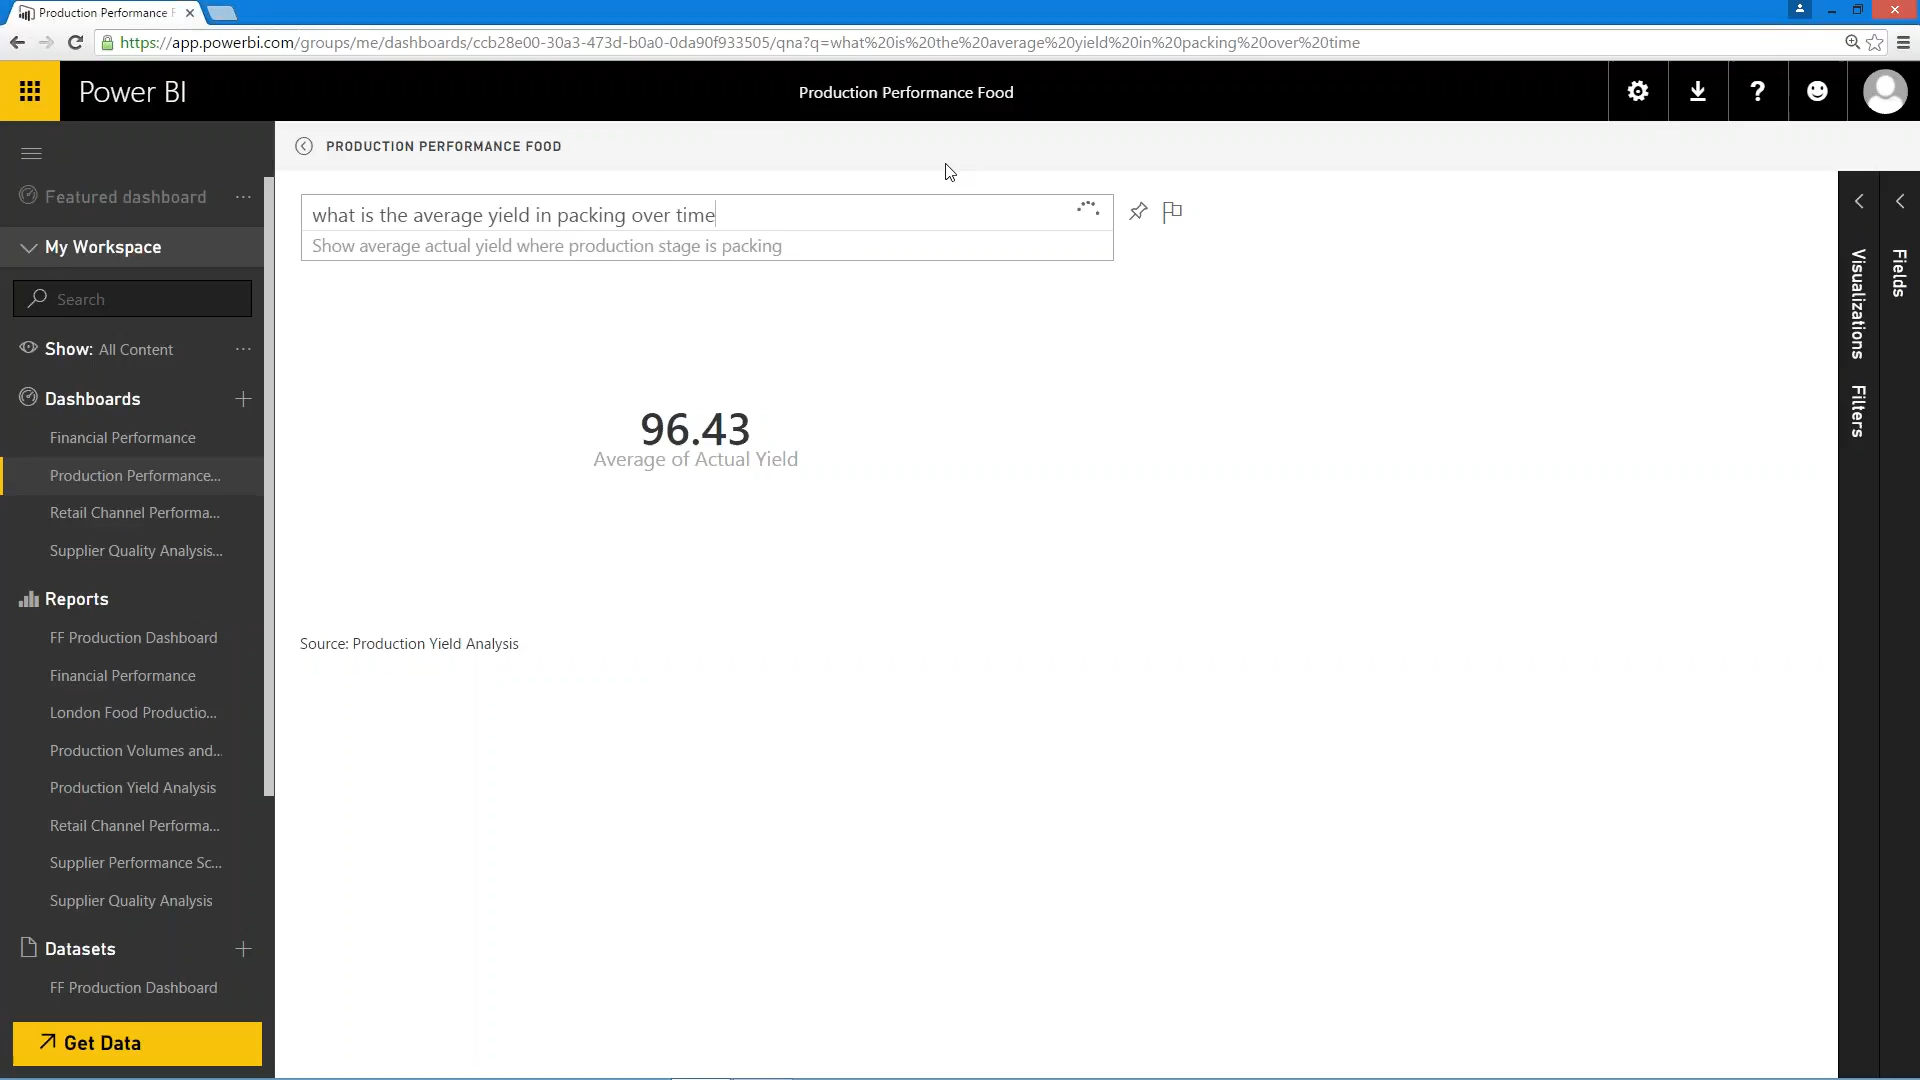 Production Performance F
https://app.powerbi.com/groups/me/dashboards/ccb28e00-30a3-473d-b0a0-0da90f933505/qna?q=what%20is%20the%20average%20yield%20in%20packing%20over%20time
Power BI
Production Performance Food
?
PRODUCTION PERFORMANCE FOOD
Featured dashboard ...
My Workspace
Search
Show: All Content ...
Dashboards +
Financial Performance
Production Performance...
Retail Channel Performa...
Supplier Quality Analysis...
Reports
FF Production Dashboard
Financial Performance
London Food Productio...
Production Volumes and...
Production Yield Analysis
Retail Channel Performa...
Supplier Performance Sc...
Supplier Quality Analysis
Datasets +
FF Production Dashboard
Get Data
what is the average yield in packing over time
Show average actual yield where production stage is packing
96.43
Average of Actual Yield
Source: Production Yield Analysis
Visualizations
Filters
Fields